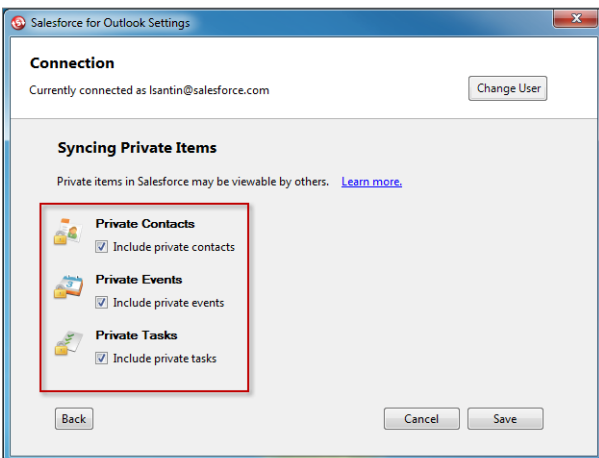 Salesforce for Outlook Settings
Connection
Currently connected as lsantin@salesforce.com
Change User
Syncing Private Items
Private items in Salesforce may be viewable by others. Learn more.
Private Contacts
Include private contacts
Private Events
Include private events
Private Tasks
Include private tasks
Back
Cancel
Save